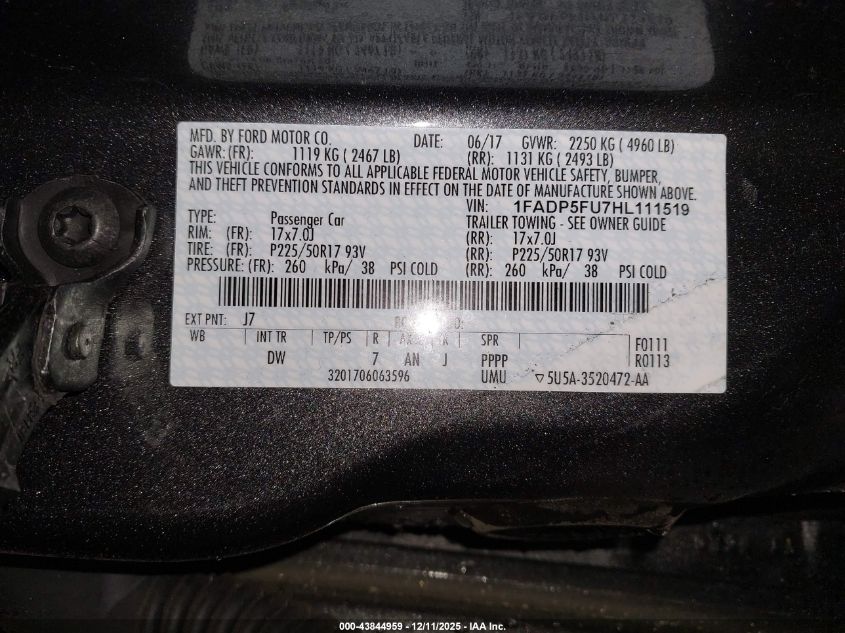 MFD. BY FORD MOTOR CO. DATE: 06/17 GVWR: 2250 KG ( 4960 LB)
GAWR: (FR): 1119 KG ( 2467 LB) (RR): 1131 KG ( 2493 LB)
THIS VEHICLE CONFORMS TO ALL APPLICABLE FEDERAL MOTOR VEHICLE SAFETY, BUMPER,
AND THEFT PREVENTION STANDARDS IN EFFECT ON THE DATE OF MANUFACTURE SHOWN ABOVE.
VIN: 1FADP5FU7HL111519
TYPE: Passenger Car TRAILER TOWING - SEE OWNER GUIDE
RIM: (FR): 17x7.0J (RR): 17x7.0J
TIRE: (FR): P225/50R17 93V (RR): P225/50R17 93V
PRESSURE: (FR): 260 kPa/ 38 PSI COLD (RR): 260 kPa/ 38 PSI COLD
EXT PNT: J7
WB INT TR TP/PS R R SPR F0111
DW 7 AN J PPPP R0113
3201706063596 UMU ▽5U5A-3520472-AA
000-43844959 - 12/11/2025 - IAA Inc.